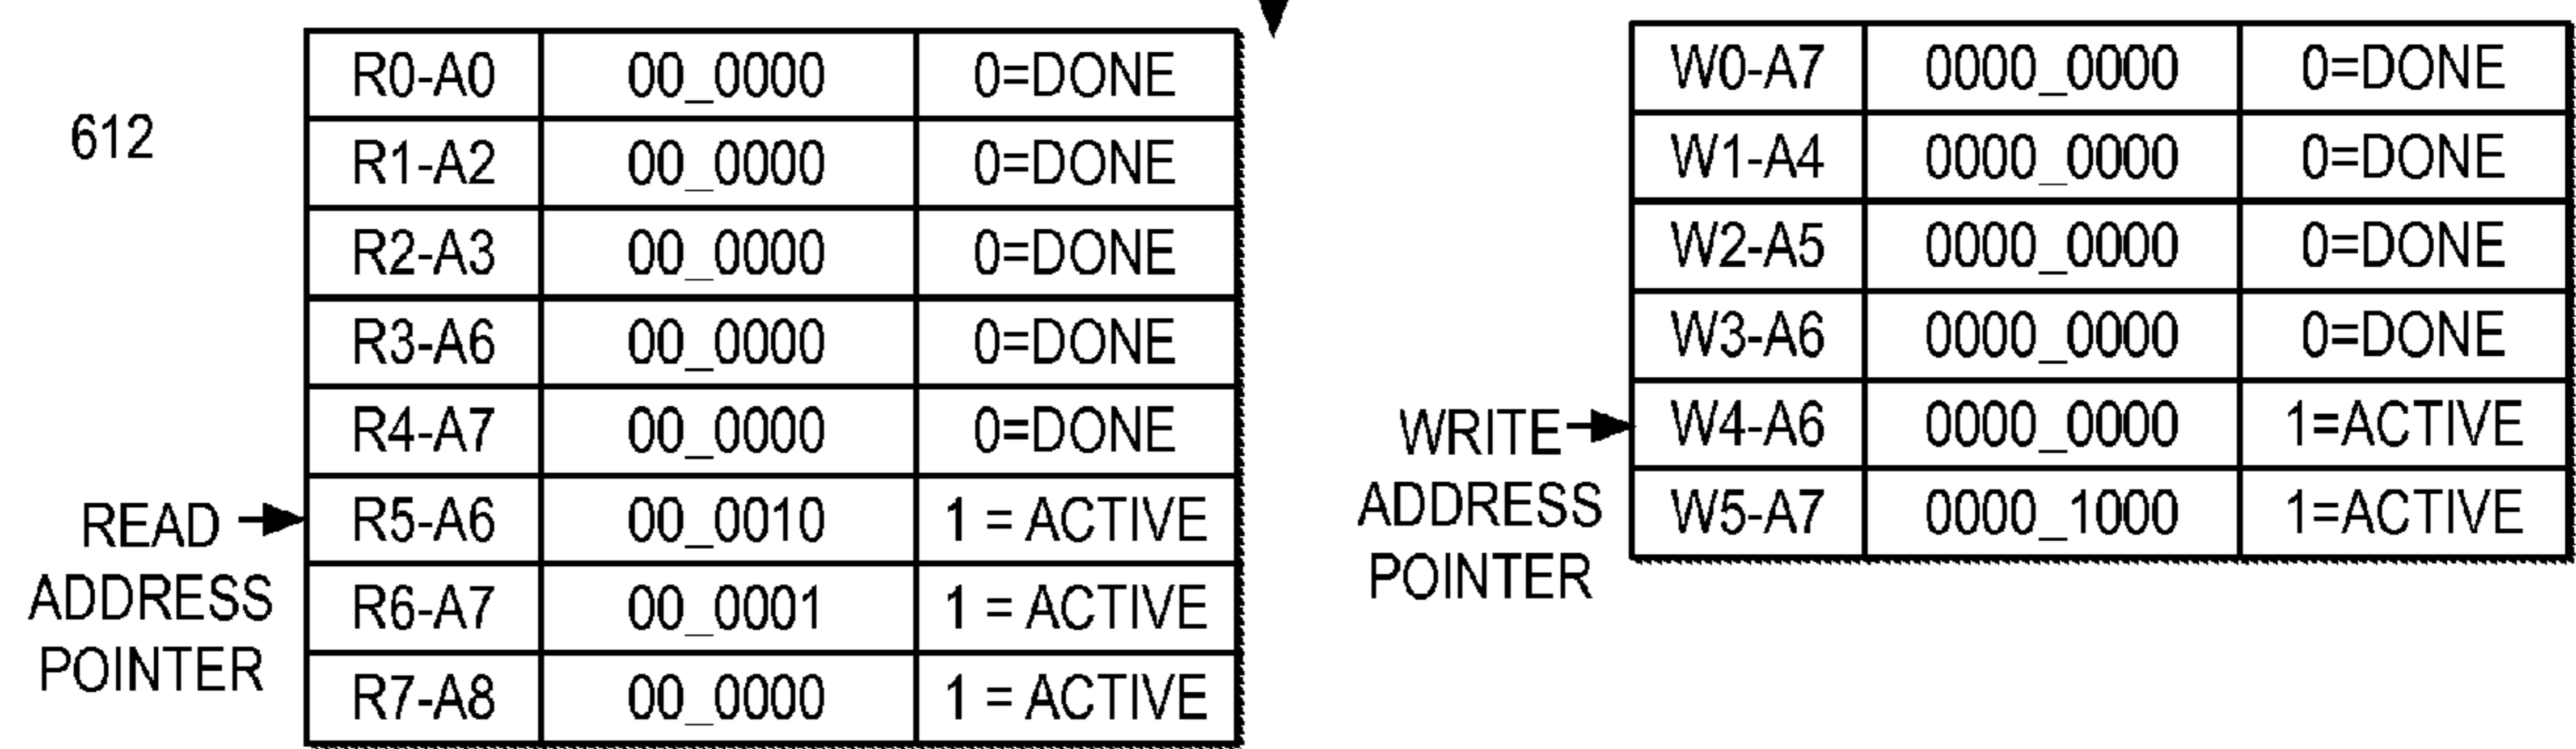 612
R0-A0 00_0000 0=DONE
R1-A2 00_0000 0=DONE
R2-A3 00_0000 0=DONE
R3-A6 00_0000 0=DONE
R4-A7 00_0000 0=DONE
R5-A6 00_0010 1 = ACTIVE
R6-A7 00_0001 1 = ACTIVE
R7-A8 00_0000 1 = ACTIVE
READ
ADDRESS
POINTER
W0-A7 0000_0000 0=DONE
W1-A4 0000_0000 0=DONE
W2-A5 0000_0000 0=DONE
W3-A6 0000_0000 0=DONE
W4-A6 0000_0000 1=ACTIVE
W5-A7 0000_1000 1=ACTIVE
WRITE
ADDRESS
POINTER